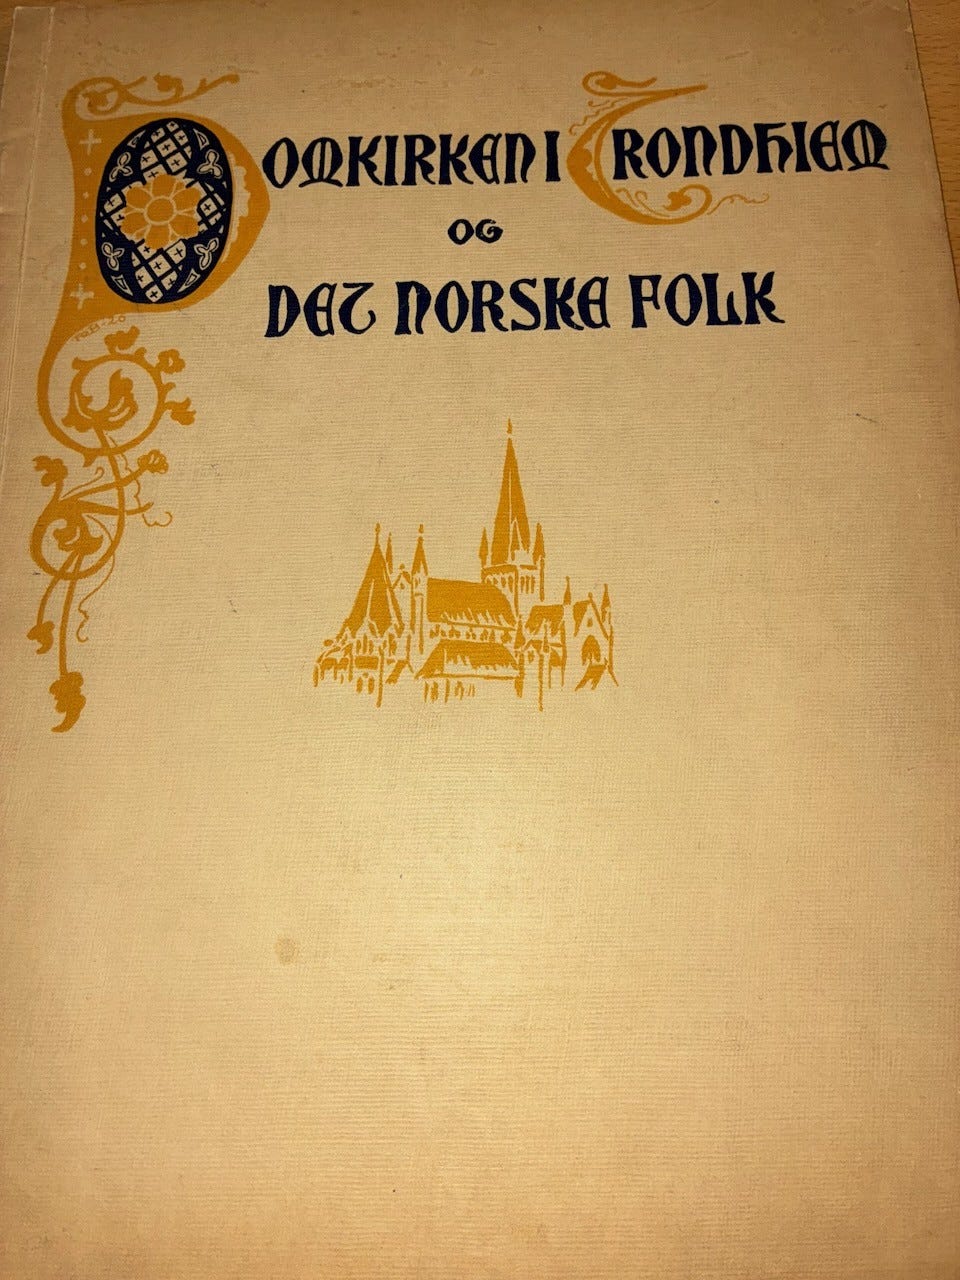 DOMKIRKEN I TRONDHIEM
OG
DET NORSKE FOLK